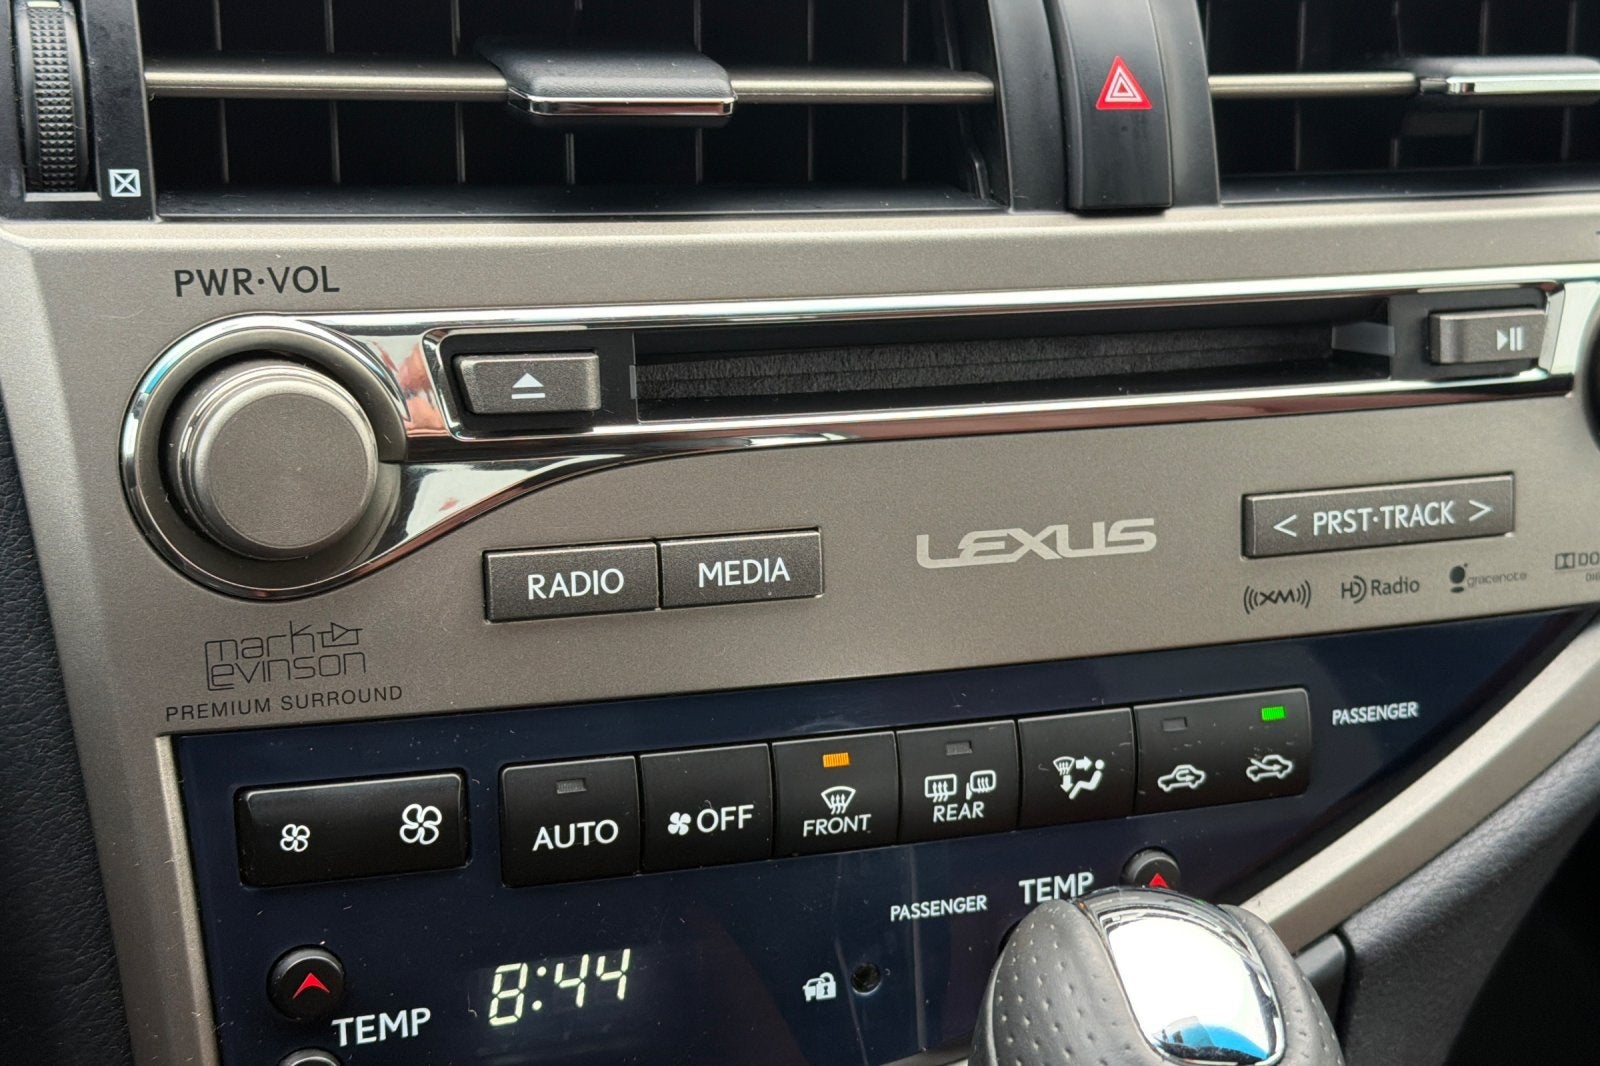 PWR·VOL
RADIO
MEDIA
LEXUS
< PRST·TRACK >
((XM))
HD Radio
gracenote
mark
Levinson
PREMIUM SURROUND
AUTO
OFF
FRONT
REAR
PASSENGER
PASSENGER
TEMP
TEMP
8:44